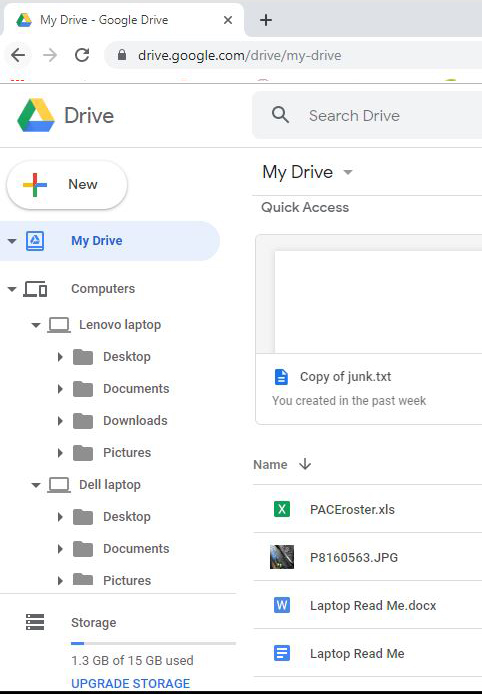 My Drive - Google Drive
drive.google.com/drive/my-drive
Drive
Search Drive
New
My Drive
Computers
Lenovo laptop
Desktop
Documents
Downloads
Pictures
Dell laptop
Desktop
Documents
Pictures
Storage
1.3 GB of 15 GB used
UPGRADE STORAGE
My Drive
Quick Access
Copy of junk.txt
You created in the past week
Name
X PACEroster.xls
P8160563.JPG
W Laptop Read Me.docx
Laptop Read Me